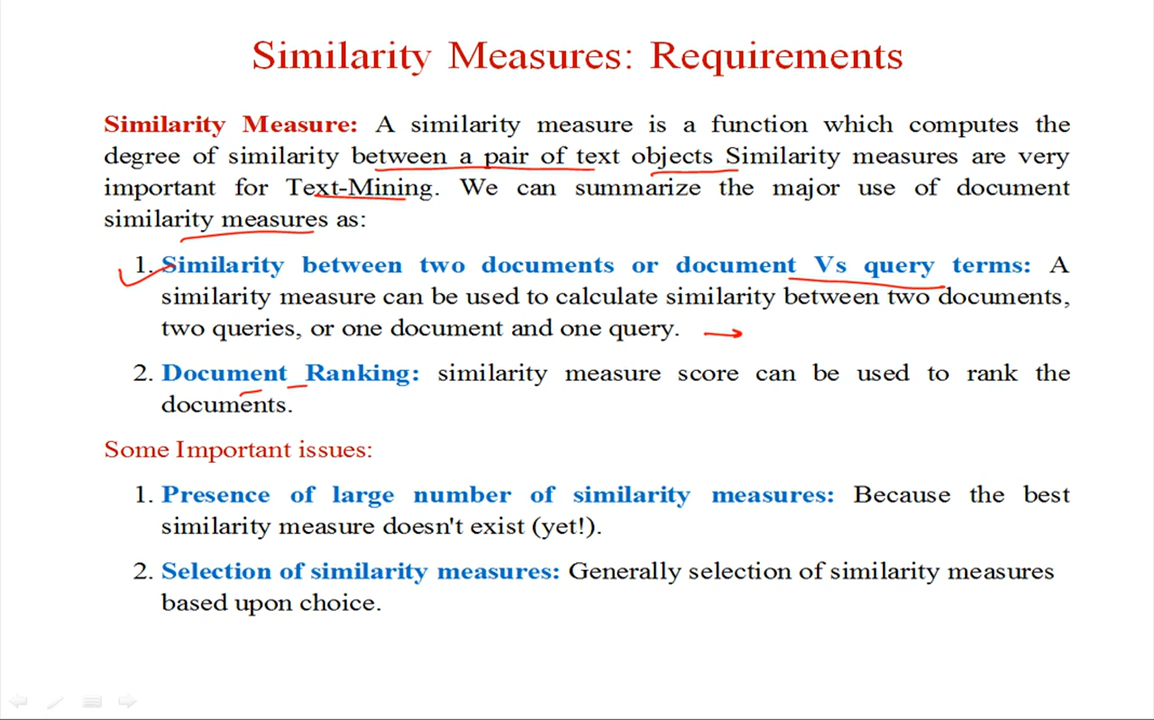 Similarity Measures: Requirements
Similarity Measure: A similarity measure is a function which computes the
degree of similarity between a pair of text objects Similarity measures are very
important for Text-Mining. We can summarize the major use of document
similarity measures as:
1. Similarity between two documents or document Vs query terms: A
similarity measure can be used to calculate similarity between two documents,
two queries, or one document and one query.
2. Document Ranking: similarity measure score can be used to rank the
documents.
Some Important issues:
1. Presence of large number of similarity measures: Because the best
similarity measure doesn't exist (yet!).
2. Selection of similarity measures: Generally selection of similarity measures
based upon choice.